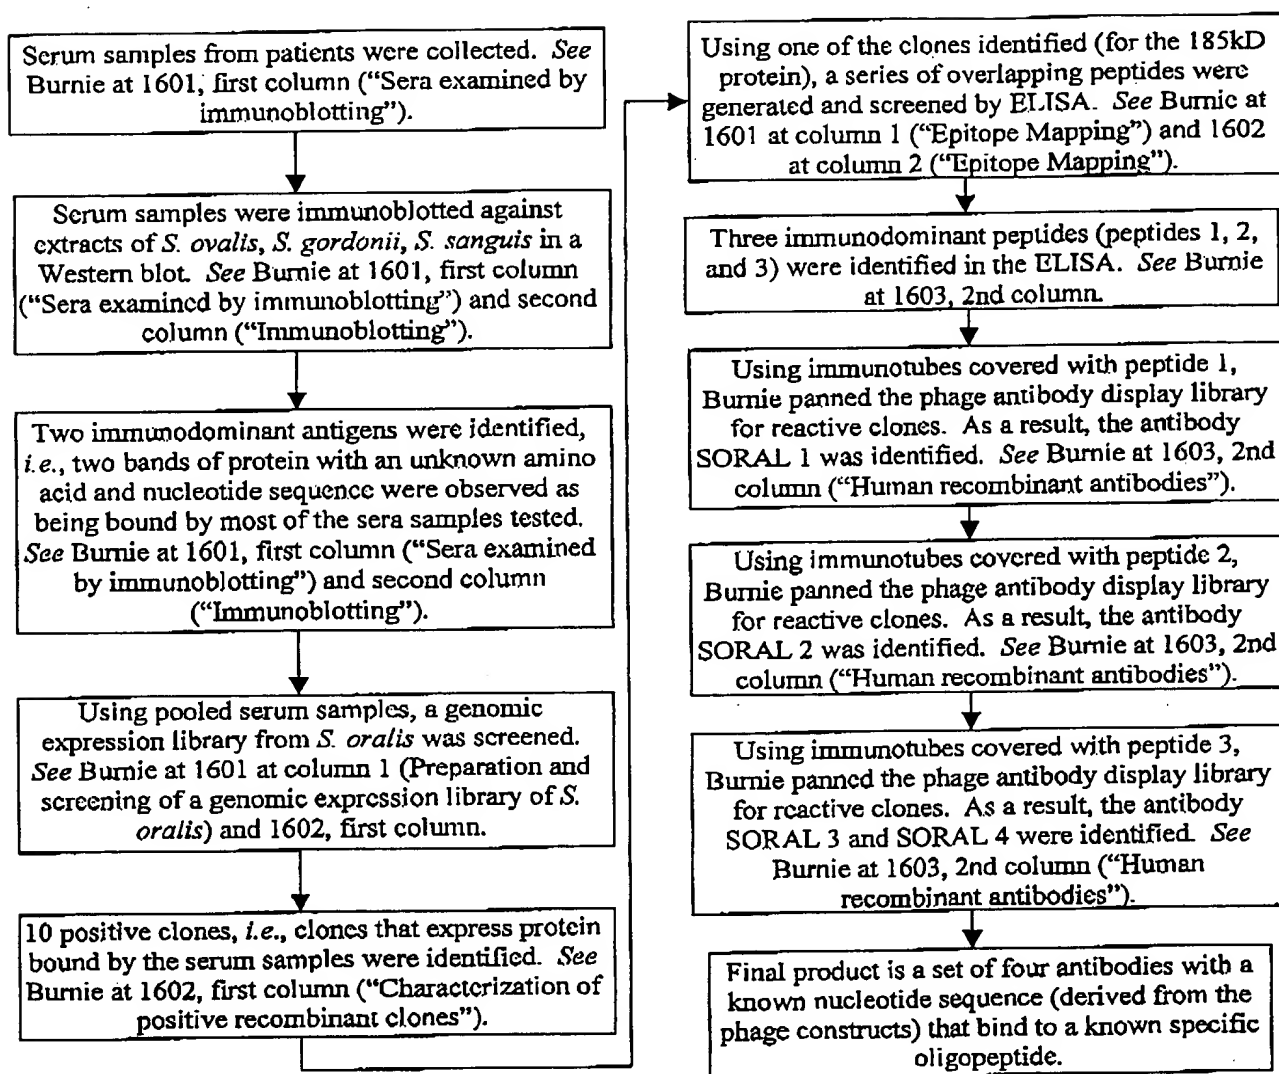 Serum samples from patients were collected. See
Burnie at 1601, first column ("Sera examined by
immunoblotting").
Serum samples were immunoblotted against
extracts of S. ovalis, S. gordonii, S. sanguis in a
Western blot. See Burnie at 1601, first column
("Sera examined by immunoblotting") and second
column ("Immunoblotting").
Two immunodominant antigens were identified,
i.e., two bands of protein with an unknown amino
acid and nucleotide sequence were observed as
being bound by most of the sera samples tested.
See Burnie at 1601, first column ("Sera examined
by immunoblotting") and second column
("Immunoblotting").
Using pooled serum samples, a genomic
expression library from S. oralis was screened.
See Burnie at 1601 at column 1 (Preparation and
screening of a genomic expression library of S.
oralis) and 1602, first column.
10 positive clones, i.e., clones that express protein
bound by the serum samples were identified. See
Burnie at 1602, first column ("Characterization of
positive recombinant clones").
Using one of the clones identified (for the 185kD
protein), a series of overlapping peptides were
generated and screened by ELISA. See Burnie at
1601 at column 1 ("Epitope Mapping") and 1602
at column 2 ("Epitope Mapping").
Three immunodominant peptides (peptides 1, 2,
and 3) were identified in the ELISA. See Burnie
at 1603, 2nd column.
Using immunotubes covered with peptide 1,
Burnie panned the phage antibody display library
for reactive clones. As a result, the antibody
SORAL 1 was identified. See Burnie at 1603, 2nd
column ("Human recombinant antibodies").
Using immunotubes covered with peptide 2,
Burnie panned the phage antibody display library
for reactive clones. As a result, the antibody
SORAL 2 was identified. See Burnie at 1603, 2nd
column ("Human recombinant antibodies").
Using immunotubes covered with peptide 3,
Burnie panned the phage antibody display library
for reactive clones. As a result, the antibody
SORAL 3 and SORAL 4 were identified. See
Burnie at 1603, 2nd column ("Human
recombinant antibodies").
Final product is a set of four antibodies with a
known nucleotide sequence (derived from the
phage constructs) that bind to a known specific
oligopeptide.